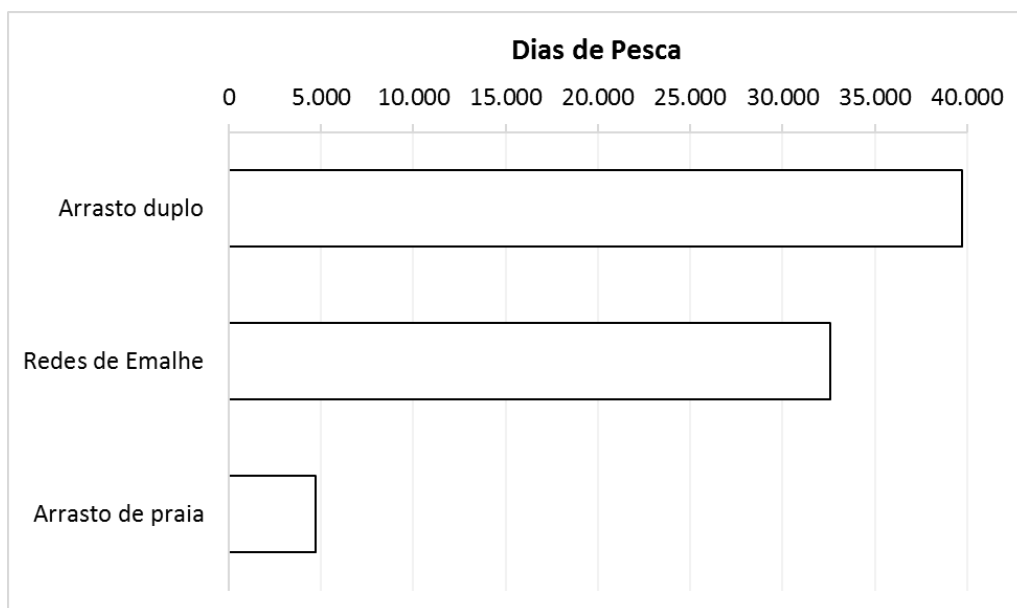 Dias de Pesca
0 5.000 10.000 15.000 20.000 25.000 30.000 35.000 40.000
Arrasto duplo
Redes de Emalhe
Arrasto de praia